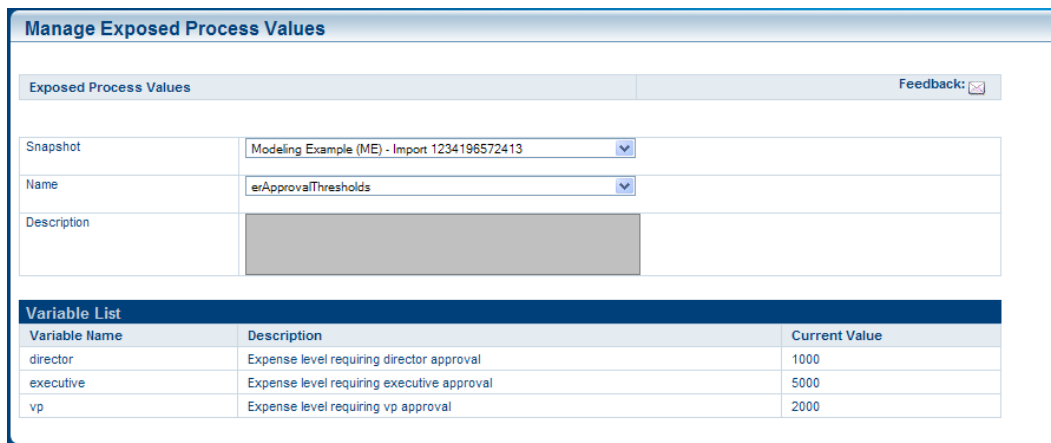 Manage Exposed Process Values
Exposed Process Values Feedback:
Snapshot Modeling Example (ME) - Import 1234196572413
Name erApprovalThresholds
Description
Variable List
Variable Name Description Current Value
director Expense level requiring director approval 1000
executive Expense level requiring executive approval 5000
vp Expense level requiring vp approval 2000